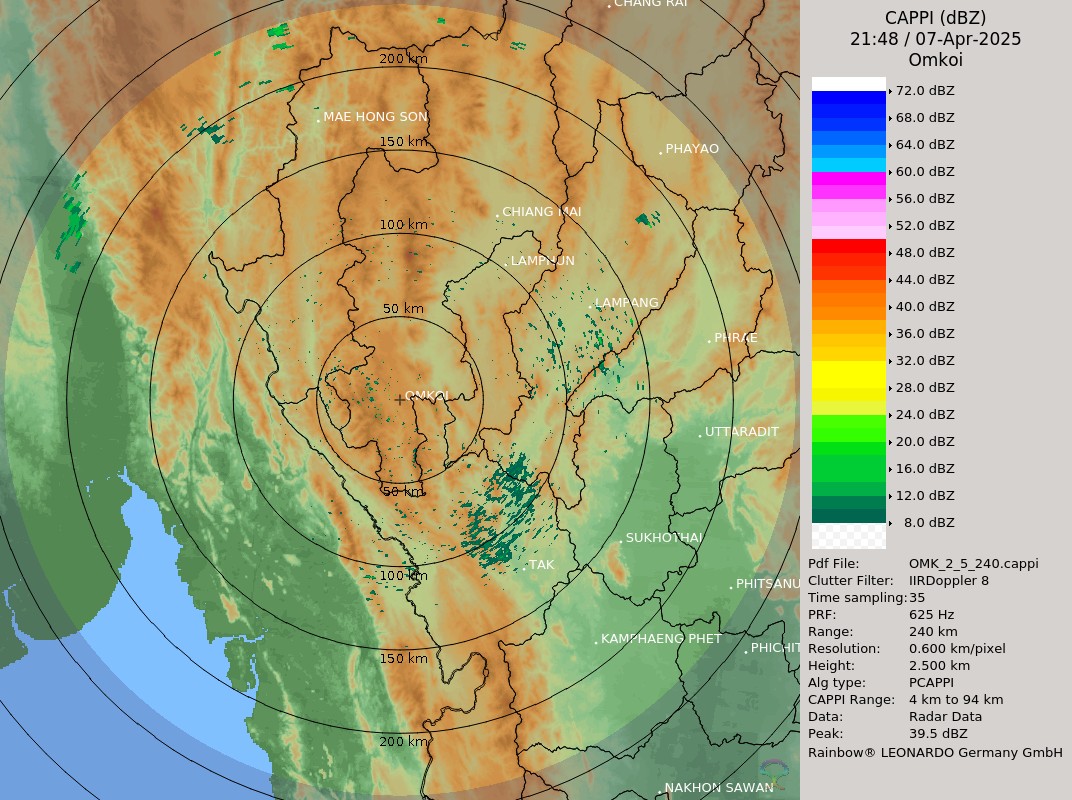 CHANG RAI
200 km
MAE HONG SON
150 km
PHAYAO
CHIANG MAI
100 km
LAMPHUN
LAMPANG
50 km
PHRAE
OMKOI
UTTARADIT
50 km
SUKHOTHAI
TAK
100 km
PHITSANU
KAMPHAENG PHET
PHICHIT
150 km
200 km
NAKHON SAWAN
CAPPI (dBZ)
21:48 / 07-Apr-2025
Omkoi
72.0 dBZ
68.0 dBZ
64.0 dBZ
60.0 dBZ
56.0 dBZ
52.0 dBZ
48.0 dBZ
44.0 dBZ
40.0 dBZ
36.0 dBZ
32.0 dBZ
28.0 dBZ
24.0 dBZ
20.0 dBZ
16.0 dBZ
12.0 dBZ
8.0 dBZ
Pdf File: OMK_2_5_240.cappi
Clutter Filter: IIRDoppler 8
Time sampling: 35
PRF: 625 Hz
Range: 240 km
Resolution: 0.600 km/pixel
Height: 2.500 km
Alg type: PCAPPI
CAPPI Range: 4 km to 94 km
Data: Radar Data
Peak: 39.5 dBZ
Rainbow® LEONARDO Germany GmbH